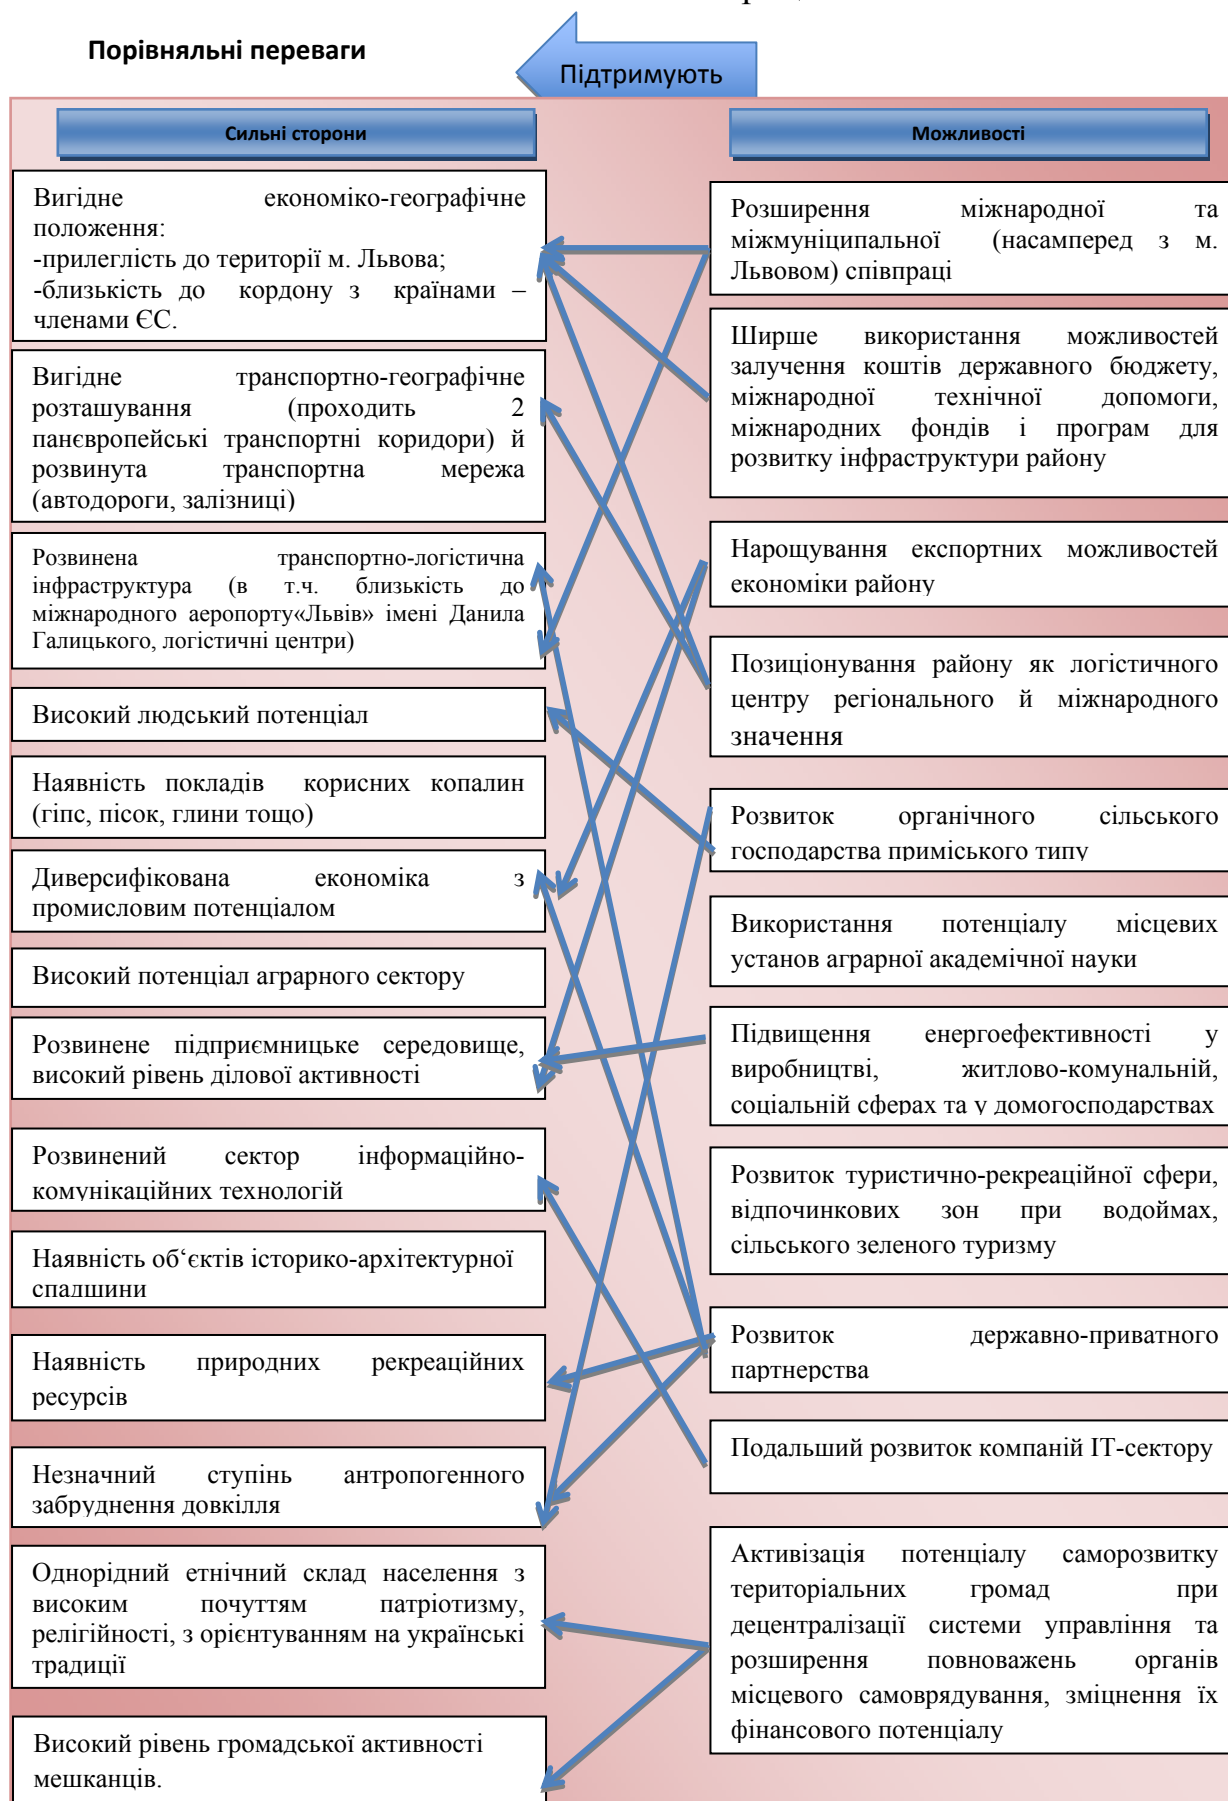 Порівняльні переваги
Підтримують
Сильні сторони
Вигідне економіко-географічне
положення:
-прилеглість до території м. Львова;
-близькість до кордону з країнами –
членами ЄС.
Вигідне транспортно-географічне
розташування (проходить 2
панєвропейські транспортні коридори) й
розвинута транспортна мережа
(автодороги, залізниці)
Розвинена транспортно-логістична
інфраструктура (в т.ч. близькість до
міжнародного аеропорту«Львів» імені Данила
Галицького, логістичні центри)
Високий людський потенціал
Наявність покладів корисних копалин
(гіпс, пісок, глини тощо)
Диверсифікована економіка з
промисловим потенціалом
Високий потенціал аграрного сектору
Розвинене підприємницьке середовище,
високий рівень ділової активності
Розвинений сектор інформаційно-
комунікаційних технологій
Наявність об‘єктів історико-архітектурної
спадщини
Наявність природних рекреаційних
ресурсів
Незначний ступінь антропогенного
забруднення довкілля
Однорідний етнічний склад населення з
високим почуттям патріотизму,
релігійності, з орієнтуванням на українські
традиції
Високий рівень громадської активності
мешканців.
Можливості
Розширення міжнародної та
міжмуніципальної (насамперед з м.
Львовом) співпраці
Ширше використання можливостей
залучення коштів державного бюджету,
міжнародної технічної допомоги,
міжнародних фондів і програм для
розвитку інфраструктури району
Нарощування експортних можливостей
економіки району
Позиціонування району як логістичного
центру регіонального й міжнародного
значення
Розвиток органічного сільського
господарства приміського типу
Використання потенціалу місцевих
установ аграрної академічної науки
Підвищення енергоефективності у
виробництві, житлово-комунальній,
соціальній сферах та у домогосподарствах
Розвиток туристично-рекреаційної сфери,
відпочинкових зон при водоймах,
сільського зеленого туризму
Розвиток державно-приватного
партнерства
Подальший розвиток компаній ІТ-сектору
Активізація потенціалу саморозвитку
територіальних громад при
децентралізації системи управління та
розширення повноважень органів
місцевого самоврядування, зміцнення їх
фінансового потенціалу